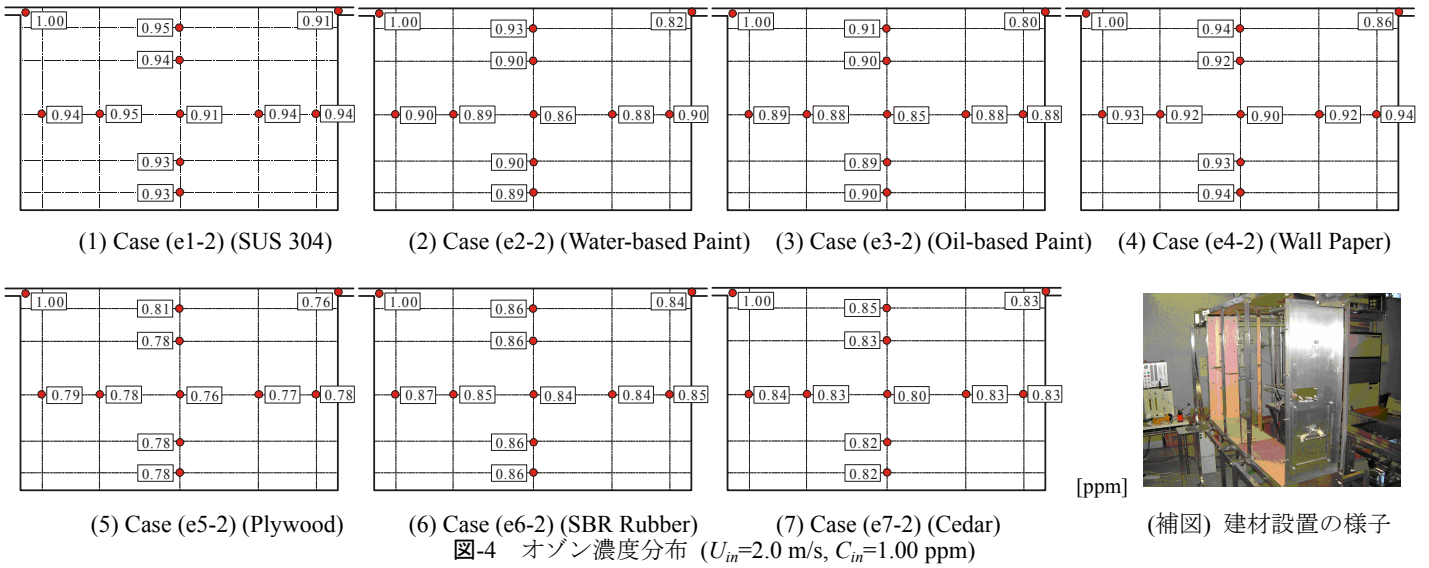 1.00 0.91 1.00 0.82 1.00 0.80 1.00 0.86
0.95 0.93 0.91 0.94
0.94 0.90 0.90 0.92
0.94 0.95 0.91 0.94 0.94 0.90 0.89 0.86 0.88 0.90 0.89 0.88 0.85 0.88 0.88 0.93 0.92 0.90 0.92 0.94
0.93 0.90 0.89 0.93
0.93 0.89 0.90 0.94
(1) Case (e1-2) (SUS 304) (2) Case (e2-2) (Water-based Paint) (3) Case (e3-2) (Oil-based Paint) (4) Case (e4-2) (Wall Paper)
1.00 0.76 1.00 0.84 1.00 0.83
0.81 0.86 0.85
0.78 0.86 0.83
0.79 0.78 0.76 0.77 0.78 0.87 0.85 0.84 0.84 0.85 0.84 0.83 0.80 0.83 0.83
0.78 0.86 0.82
0.78 0.86 0.82
[ppm]
(5) Case (e5-2) (Plywood) (6) Case (e6-2) (SBR Rubber) (7) Case (e7-2) (Cedar) (補図) 建材設置の様子
図-4 オゾン濃度分布 (Uin=2.0 m/s, Cin=1.00 ppm)